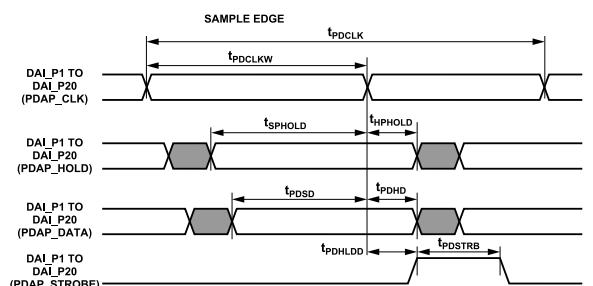 SAMPLE EDGE
tPDCLK
tPDCLKW
DAI_P1 TO
DAI_P20
(PDAP_CLK)
tSPHOLD
tHPHOLD
DAI_P1 TO
DAI_P20
(PDAP_HOLD)
tPDSD
tPDHD
DAI_P1 TO
DAI_P20
(PDAP_DATA)
tPDHLDD
tPDSTRB
DAI_P1 TO
DAI_P20
(PDAP_STROBE)